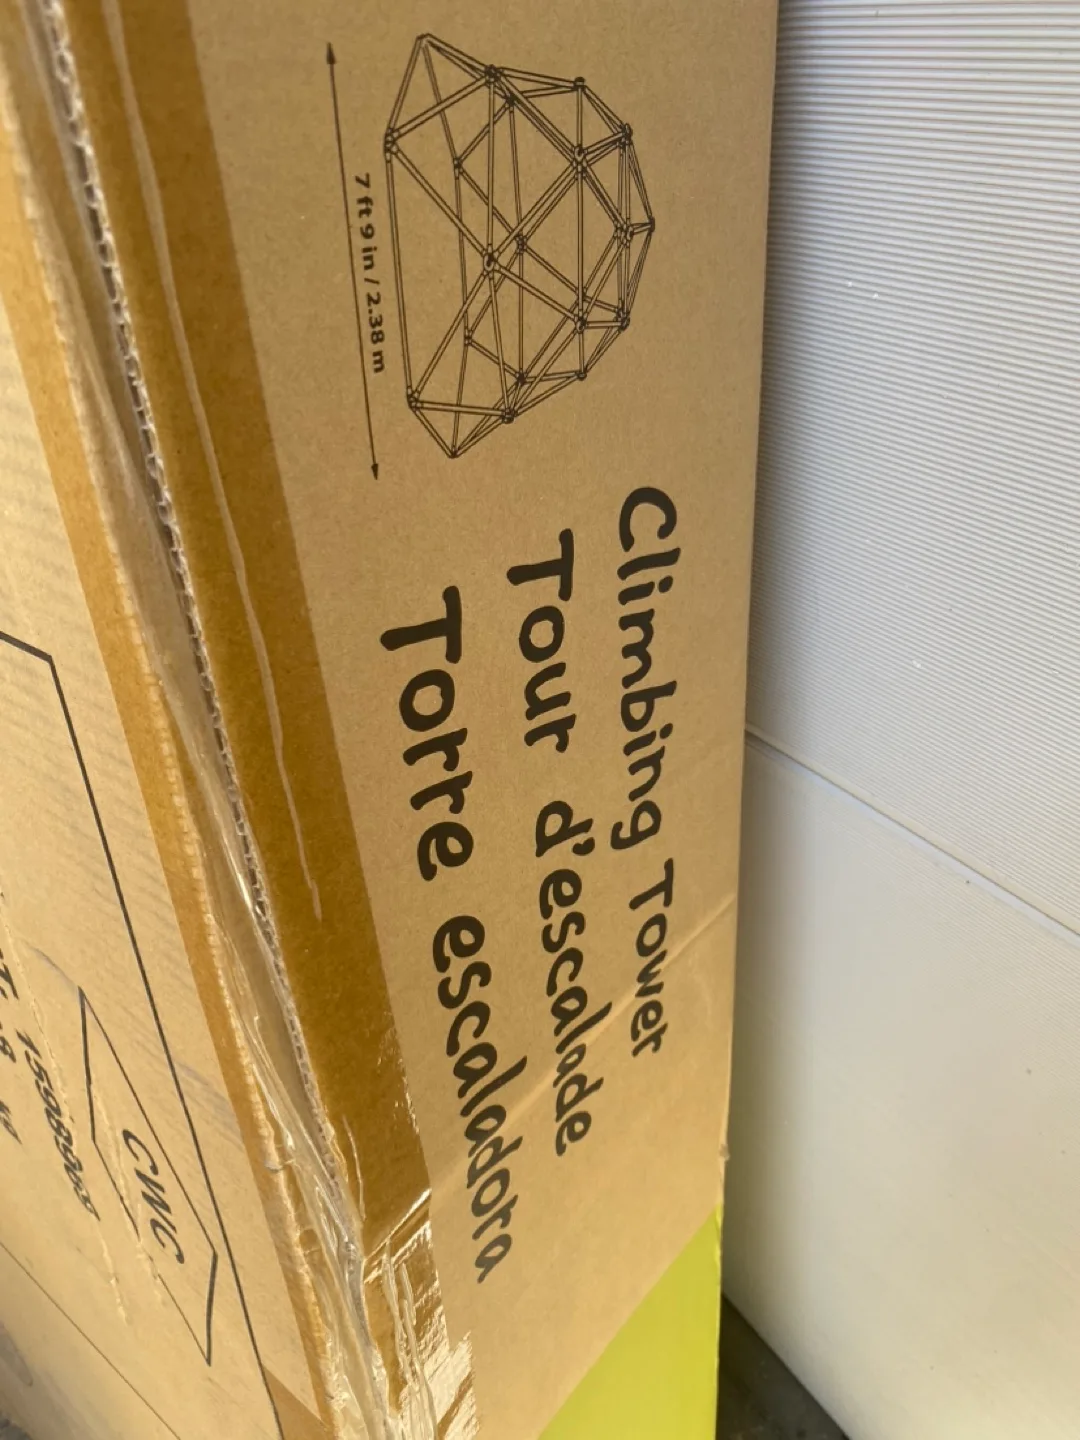 7 ft 9 in / 2.38 m
Climbing Tower
Tour d'escalade
Torre escaladora
CWC